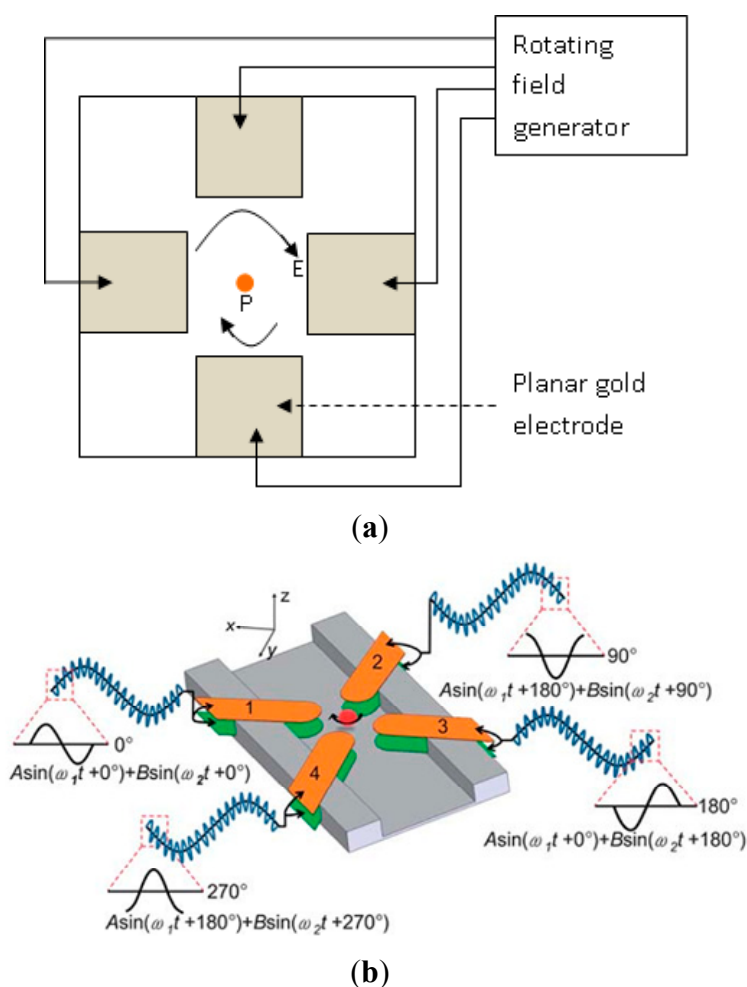 Rotating
field
generator
E
P
Planar gold
electrode
(a)
z
x
y
2
90°
Asin(ω₁t+180°)+Bsin(ω₂t+90°)
1
3
0°
Asin(ω₁t+0°)+Bsin(ω₂t+0°)
4
180°
Asin(ω₁t+0°)+Bsin(ω₂t+180°)
270°
Asin(ω₁t+180°)+Bsin(ω₂t+270°)
(b)